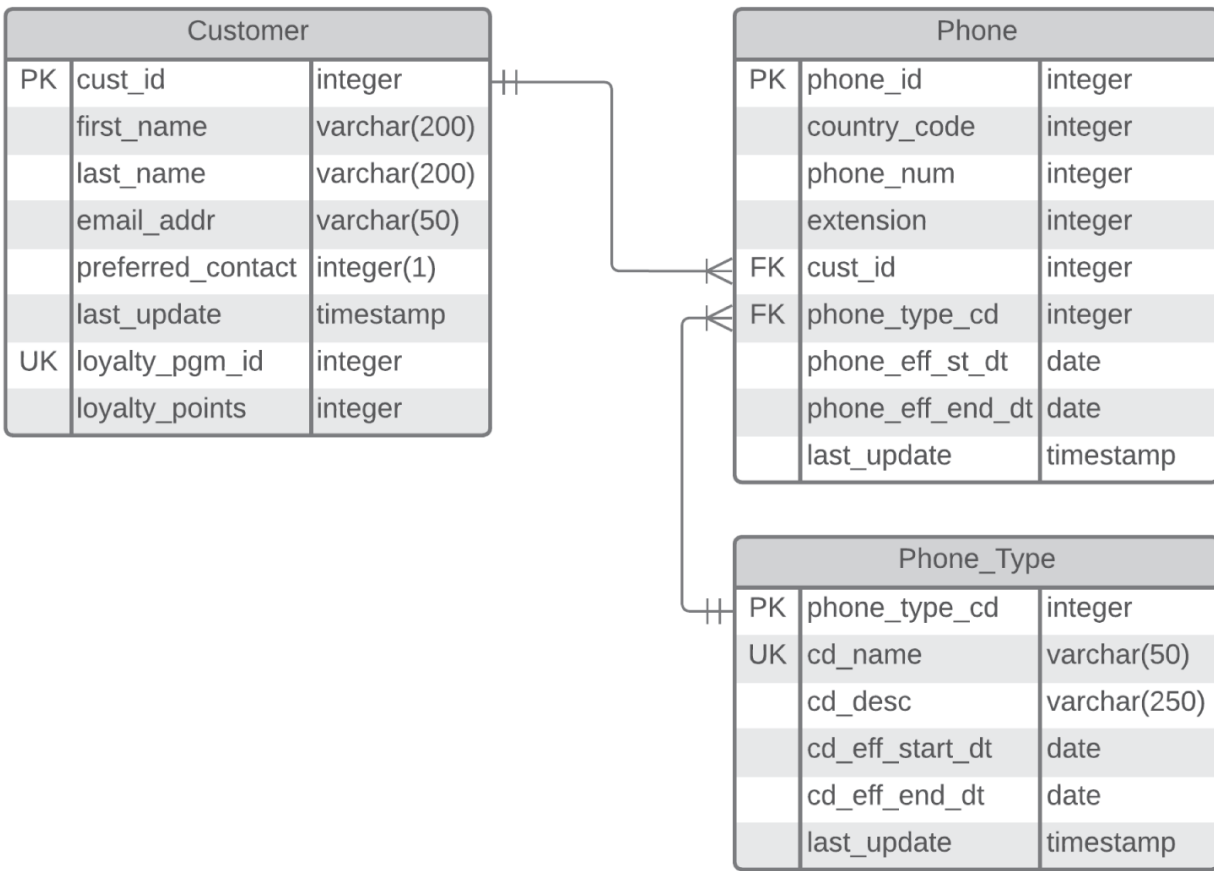 Customer
PK cust_id integer
first_name varchar(200)
last_name varchar(200)
email_addr varchar(50)
preferred_contact integer(1)
last_update timestamp
UK loyalty_pgm_id integer
loyalty_points integer
Phone
PK phone_id integer
country_code integer
phone_num integer
extension integer
FK cust_id integer
FK phone_type_cd integer
phone_eff_st_dt date
phone_eff_end_dt date
last_update timestamp
Phone_Type
PK phone_type_cd integer
UK cd_name varchar(50)
cd_desc varchar(250)
cd_eff_start_dt date
cd_eff_end_dt date
last_update timestamp